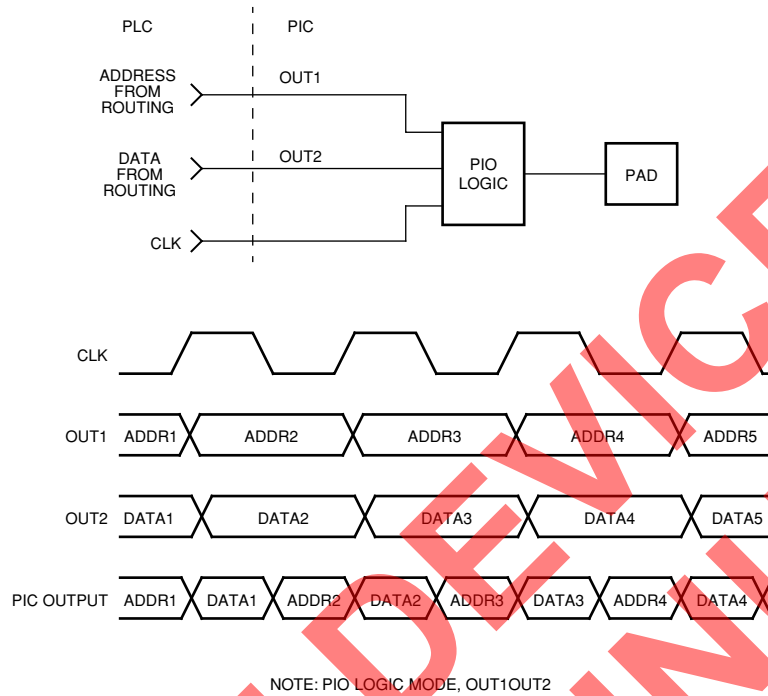 PLC
PIC
ADDRESS
FROM
ROUTING
OUT1
DATA
FROM
ROUTING
OUT2
CLK
PIO
LOGIC
PAD
CLK
OUT1 ADDR1 ADDR2 ADDR3 ADDR4 ADDR5
OUT2 DATA1 DATA2 DATA3 DATA4 DATA5
PIC OUTPUT ADDR1 DATA1 ADDR2 DATA2 ADDR3 DATA3 ADDR4 DATA4
NOTE: PIO LOGIC MODE, OUT1OUT2
DEVICE